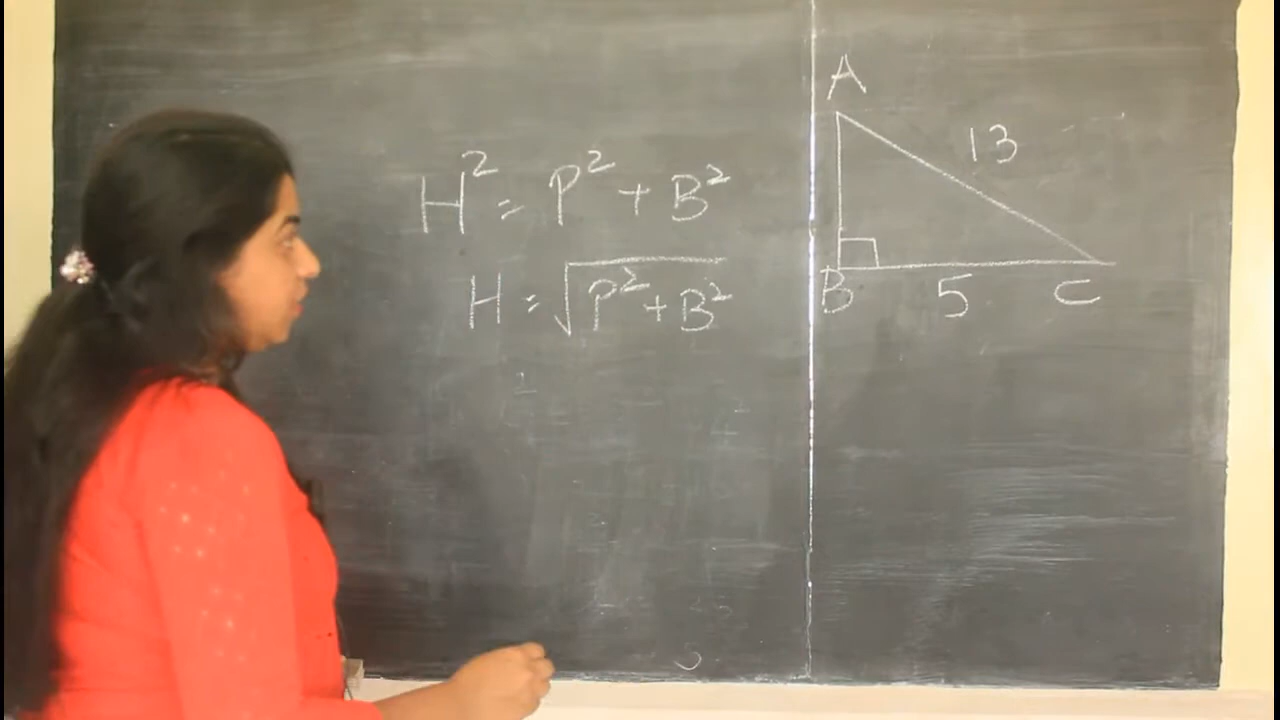 H² = P² + B²
H = √P² + B²
A
13
B 5 C